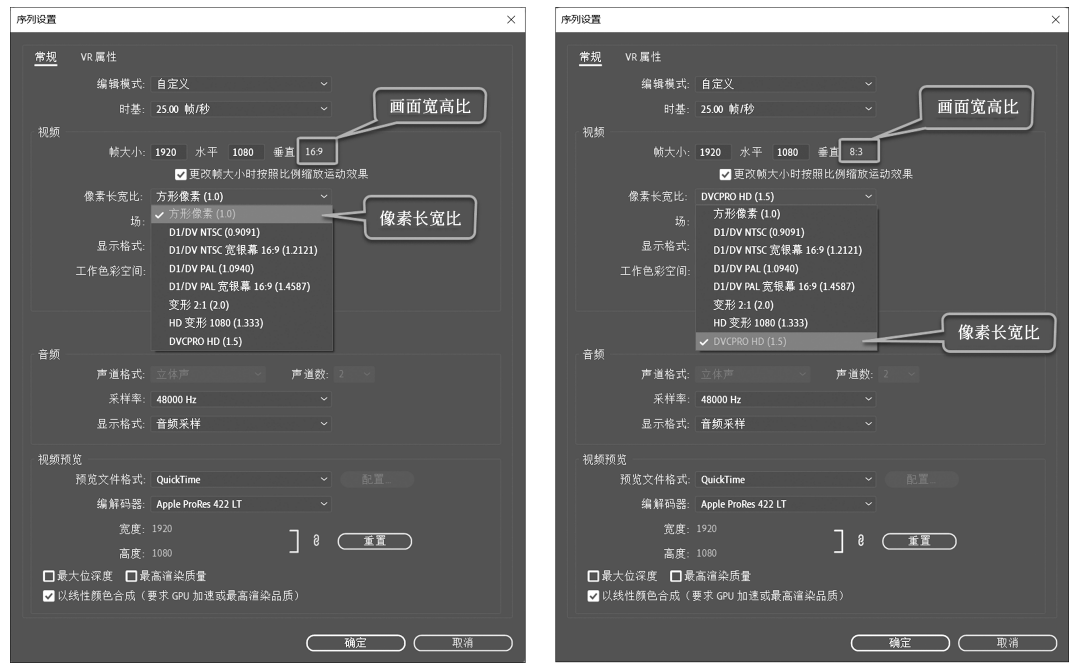 序列设置
常规 VR 属性
编辑模式: 自定义
时基: 25.00 帧/秒
画面宽高比
视频
帧大小: 1920 水平 1080 垂直 16:9
更改帧大小时按照比例缩放运动效果
像素长宽比: 方形像素 (1.0)
方形像素 (1.0)
像素长宽比
场:
D1/DV NTSC (0.9091)
显示格式:
D1/DV NTSC 宽银幕 16:9 (1.2121)
工作色彩空间:
D1/DV PAL (1.0940)
D1/DV PAL 宽银幕 16:9 (1.4587)
变形 2:1 (2.0)
HD 变形 1080 (1.333)
DVCPRO HD (1.5)
音频
声道格式: 立体声 声道数: 2
采样率: 48000 Hz
显示格式: 音频采样
视频预览
预览文件格式: QuickTime 配置...
编解码器: Apple ProRes 422 LT
宽度: 1920
高度: 1080
重置
最大位深度 最高渲染质量
以线性颜色合成（要求 GPU 加速或最高渲染品质）
确定 取消
序列设置
常规 VR 属性
编辑模式: 自定义
时基: 25.00 帧/秒
画面宽高比
视频
帧大小: 1920 水平 1080 垂直 8:3
更改帧大小时按照比例缩放运动效果
像素长宽比: DVCPRO HD (1.5)
方形像素 (1.0)
场:
D1/DV NTSC (0.9091)
显示格式:
D1/DV NTSC 宽银幕 16:9 (1.2121)
工作色彩空间:
D1/DV PAL (1.0940)
D1/DV PAL 宽银幕 16:9 (1.4587)
变形 2:1 (2.0)
HD 变形 1080 (1.333)
DVCPRO HD (1.5)
像素长宽比
音频
声道格式: 立体声 声道数: 2
采样率: 48000 Hz
显示格式: 音频采样
视频预览
预览文件格式: QuickTime 配置...
编解码器: Apple ProRes 422 LT
宽度: 1920
高度: 1080
重置
最大位深度 最高渲染质量
以线性颜色合成（要求 GPU 加速或最高渲染品质）
确定 取消